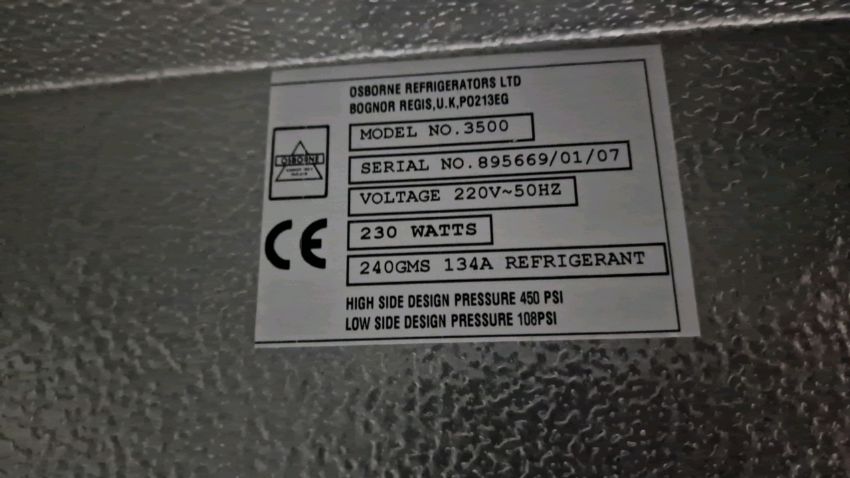 OSBORNE REFRIGERATORS LTD
BOGNOR REGIS,U.K,PO213EG
MODEL NO.3500
OSBORNE
SERIAL NO.895669/01/07
VOLTAGE 220V~50HZ
CE
230 WATTS
240GMS 134A REFRIGERANT
HIGH SIDE DESIGN PRESSURE 450 PSI
LOW SIDE DESIGN PRESSURE 108PSI